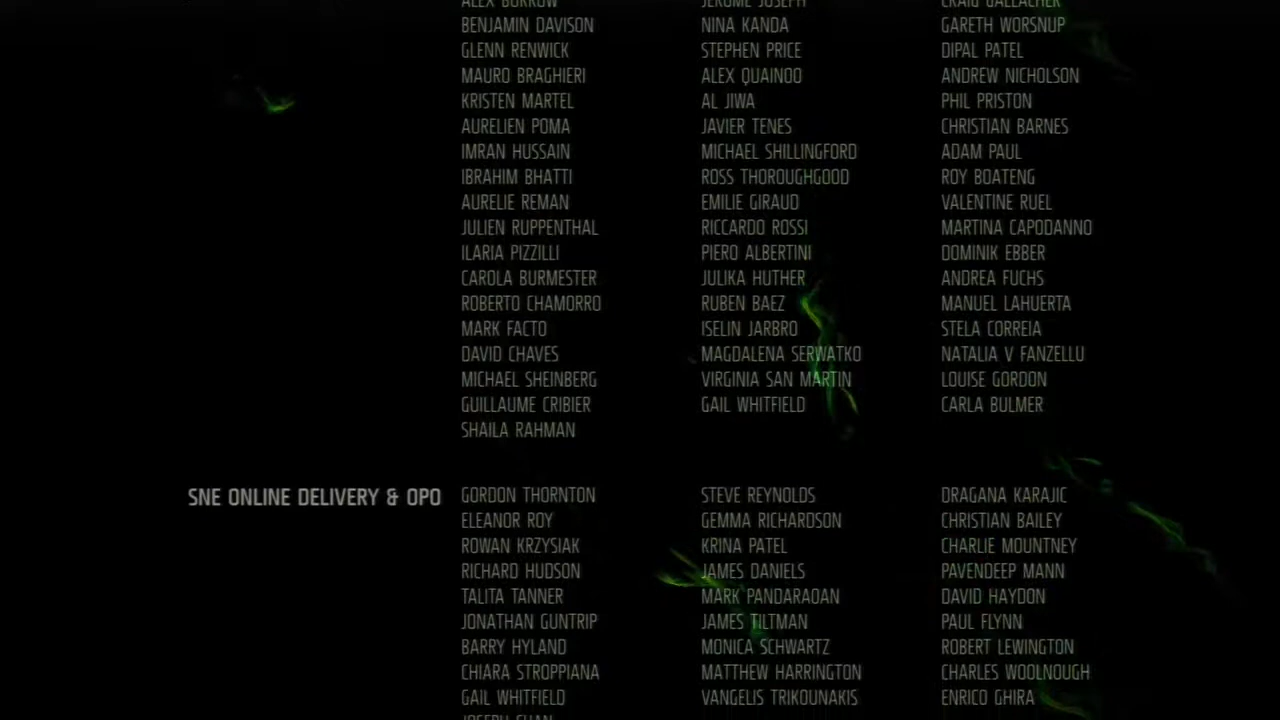 ALEX BURROW JEROME JOSEPH CRAIG GALLACHER
BENJAMIN DAVISON NINA KANDA GARETH WORSNUP
GLENN RENWICK STEPHEN PRICE DIPAL PATEL
MAURO BRAGHIERI ALEX QUAINOO ANDREW NICHOLSON
KRISTEN MARTEL AL JIWA PHIL PRISTON
AURELIEN POMA JAVIER TENES CHRISTIAN BARNES
IMRAN HUSSAIN MICHAEL SHILLINGFORD ADAM PAUL
IBRAHIM BHATTI ROSS THOROUGHGOOD ROY BOATENG
AURELIE REMAN EMILIE GIRAUD VALENTINE RUEL
JULIEN RUPPENTHAL RICCARDO ROSSI MARTINA CAPODANNO
ILARIA PIZZILLI PIERO ALBERTINI DOMINIK EBBER
CAROLA BURMESTER JULIKA HUTHER ANDREA FUCHS
ROBERTO CHAMORRO RUBEN BAEZ MANUEL LAHUERTA
MARK FACTO ISELIN JARBRO STELA CORREIA
DAVID CHAVES MAGDALENA SERWATKO NATALIA V FANZELLU
MICHAEL SHEINBERG VIRGINIA SAN MARTIN LOUISE GORDON
GUILLAUME CRIBIER GAIL WHITFIELD CARLA BULMER
SHAILA RAHMAN
SNE ONLINE DELIVERY & OPO GORDON THORNTON STEVE REYNOLDS DRAGANA KARAJIC
ELEANOR ROY GEMMA RICHARDSON CHRISTIAN BAILEY
ROWAN KRZYSIAK KRINA PATEL CHARLIE MOUNTNEY
RICHARD HUDSON JAMES DANIELS PAVENDEEP MANN
TALITA TANNER MARK PANDARAOAN DAVID HAYDON
JONATHAN GUNTRIP JAMES TILTMAN PAUL FLYNN
BARRY HYLAND MONICA SCHWARTZ ROBERT LEWINGTON
CHIARA STROPPIANA MATTHEW HARRINGTON CHARLES WOOLNOUGH
GAIL WHITFIELD VANGELIS TRIKOUNAKIS ENRICO GHIRA